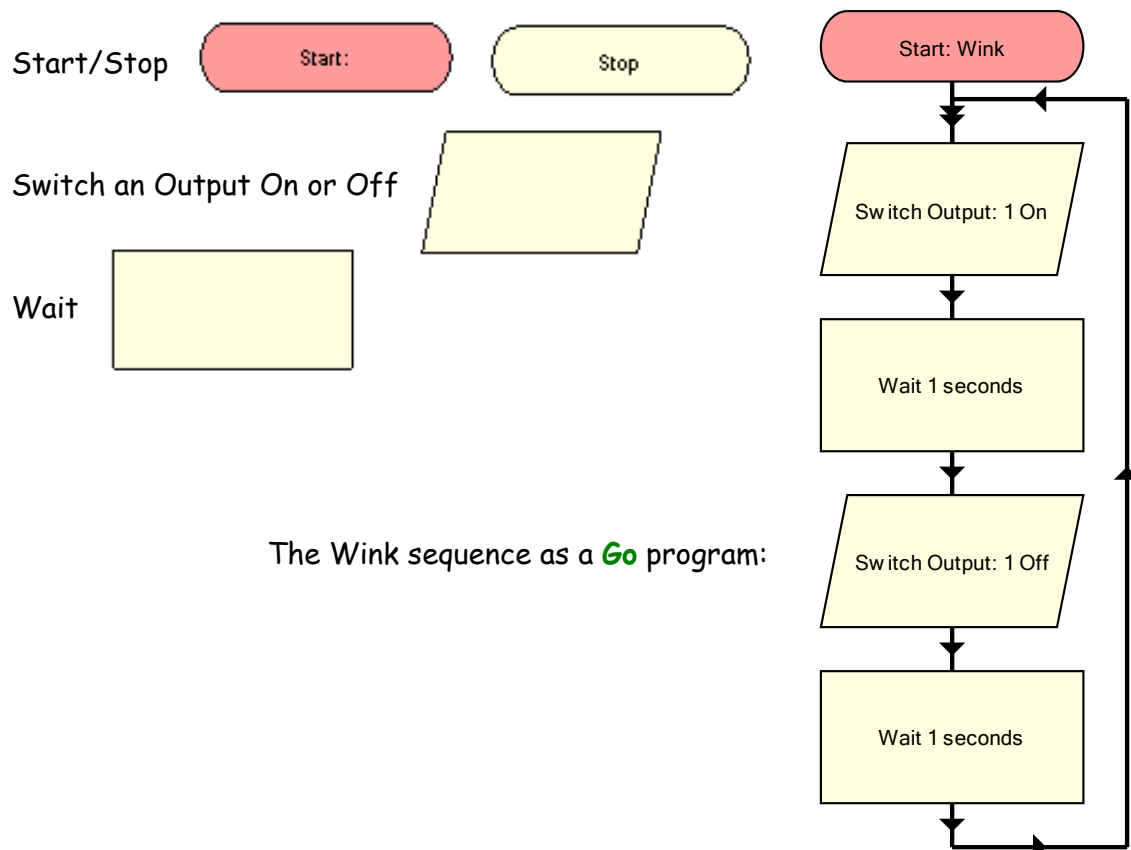 Start/Stop
Start:
Stop
Switch an Output On or Off
Wait
The Wink sequence as a Go program:
Start: Wink
Switch Output: 1 On
Wait 1 seconds
Switch Output: 1 Off
Wait 1 seconds